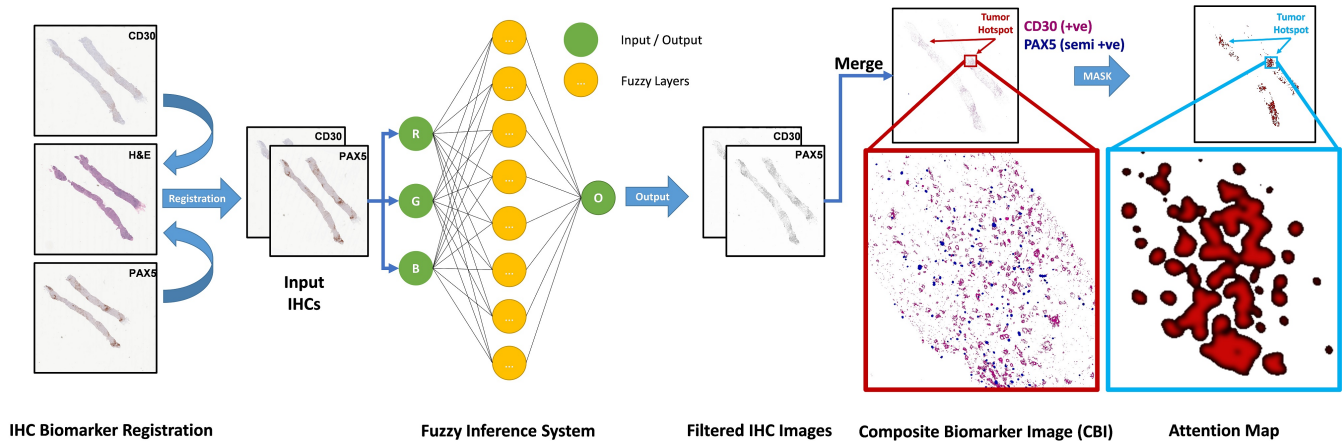 CD30
H&E
PAX5
Registration
CD30
PAX5
Input
IHCs
R
G
B
...
...
...
...
...
...
...
...
O
Input / Output
...
Fuzzy Layers
Output
CD30
PAX5
Merge
Tumor
Hotspot
CD30 (+ve)
PAX5 (semi +ve)
MASK
Tumor
Hotspot
IHC Biomarker Registration
Fuzzy Inference System
Filtered IHC Images
Composite Biomarker Image (CBI)
Attention Map